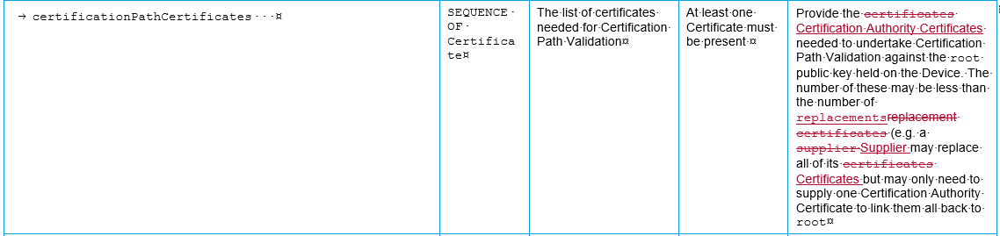 → certificationPathCertificates ···¤
SEQUENCE·
OF·
Certifica
te¤
The·list·of·certificates·
needed·for·Certification·
Path·Validation¤
At·least·one·
Certificate·must·
be·present·¤
Provide·the·certificates·
Certification·Authority·Certificates·
needed·to·undertake·Certification·
Path·Validation·against·the·root·
public·key·held·on·the·Device.·The·
number·of·these·may·be·less·than·
the·number·of·
replacementsreplacement·
certificates·(e.g.·a·
supplier·Supplier·may·replace·
all·of·its·certificates·
Certificates·but·may·only·need·to·
supply·one·Certification·Authority·
Certificate·to·link·them·all·back·to·
root¤